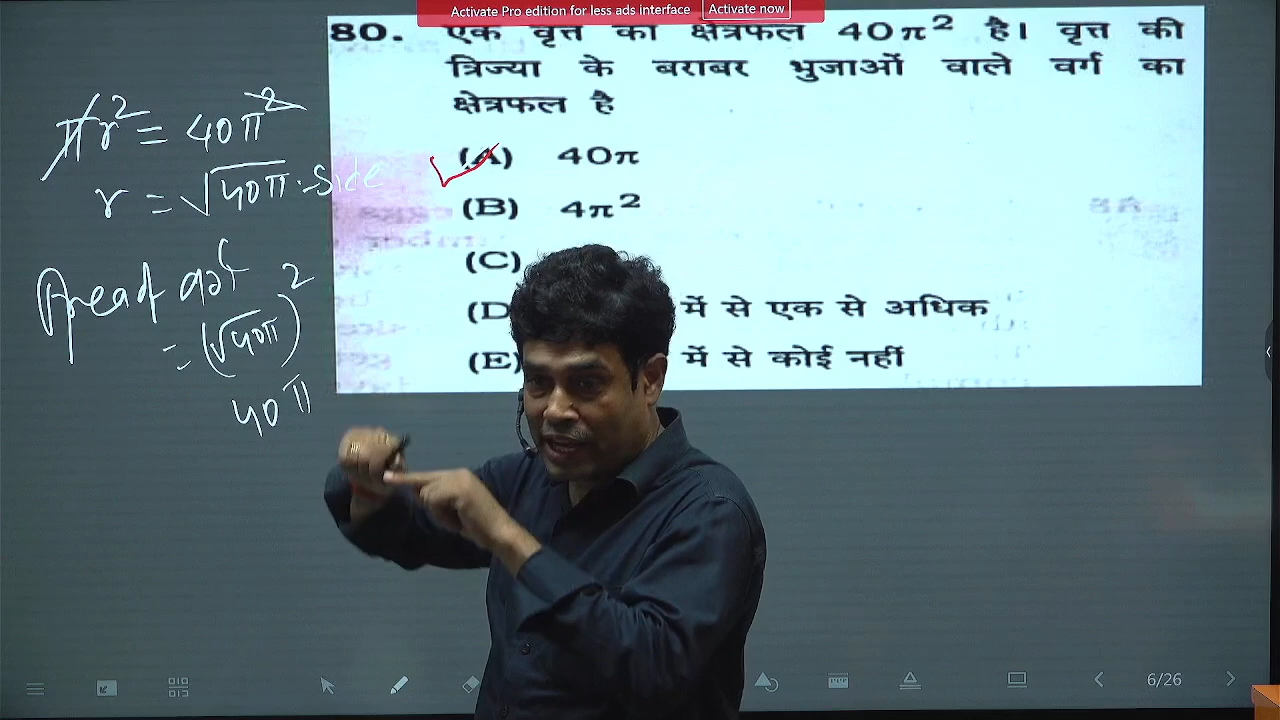 Activate Pro edition for less ads interface Activate now
80. एक वृत्त का क्षेत्रफल 40π² है। वृत्त की
त्रिज्या के बराबर भुजाओं वाले वर्ग का
क्षेत्रफल है
(A) 40π
(B) 4π²
(C)
(D में से एक से अधिक
(E) में से कोई नहीं
πr² = 40π²
r = √40π - side
Area of वर्ग
= (√40π)²
40π
6/26